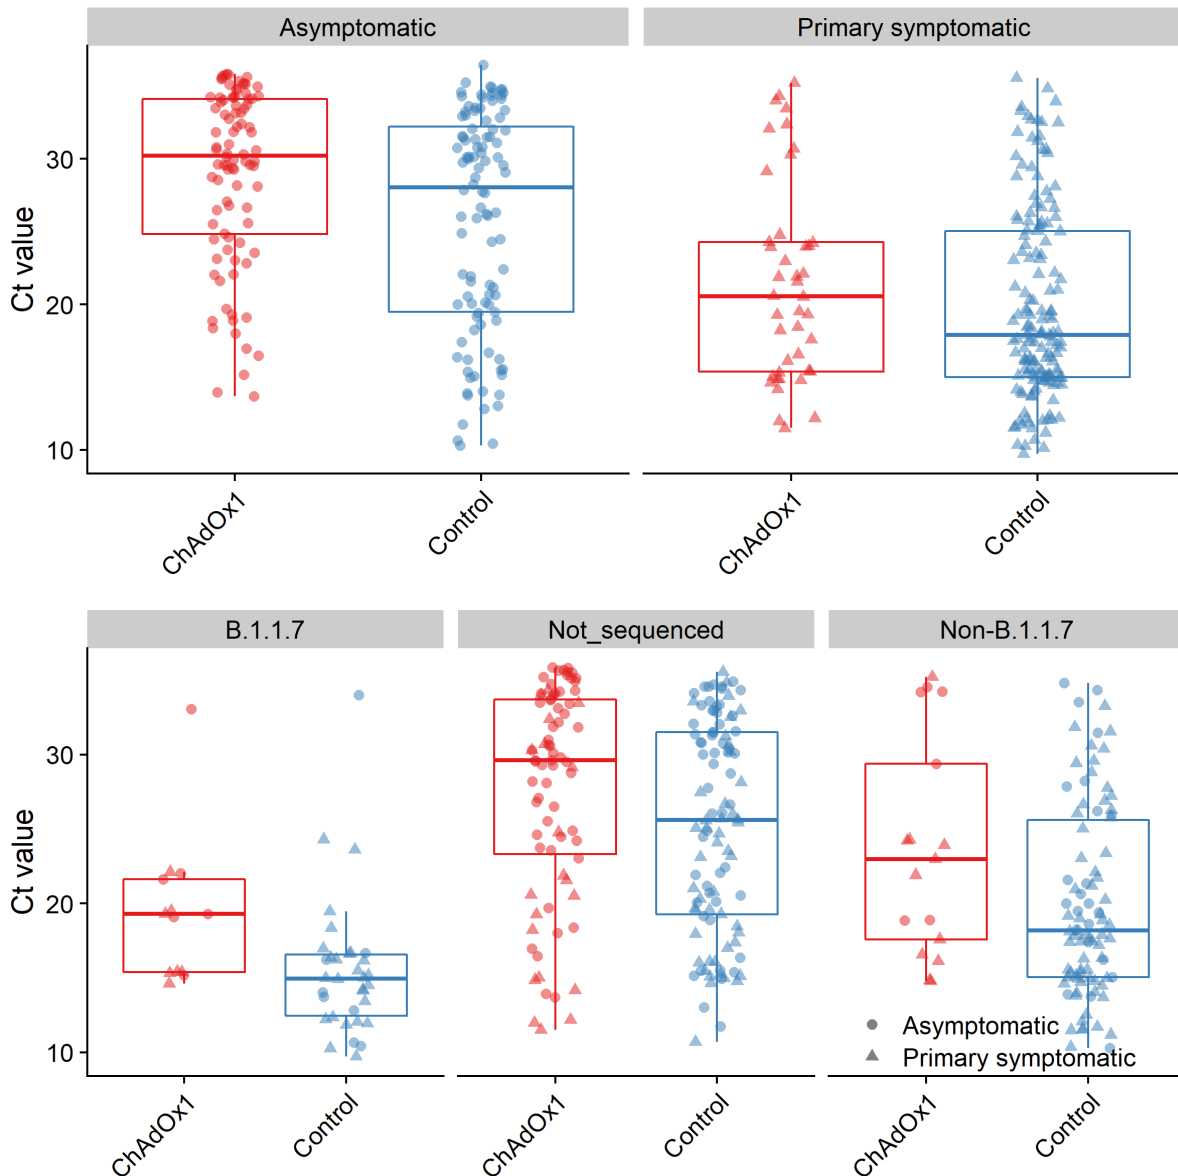 Asymptomatic
Primary symptomatic
Ct value
30
20
10
ChAdOx1
Control
ChAdOx1
Control
B.1.1.7
Not_sequenced
Non-B.1.1.7
Ct value
30
20
10
Asymptomatic
Primary symptomatic
ChAdOx1
Control
ChAdOx1
Control
ChAdOx1
Control